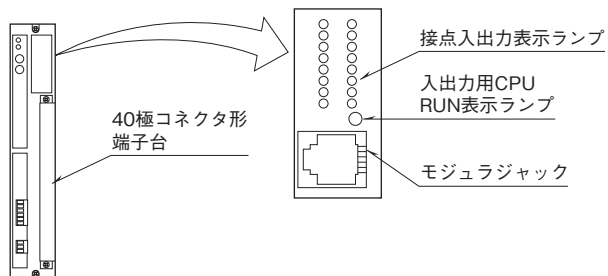 接点入出力表示ランプ
入出力用CPU
RUN表示ランプ
40極コネクタ形
端子台
モジュラジャック